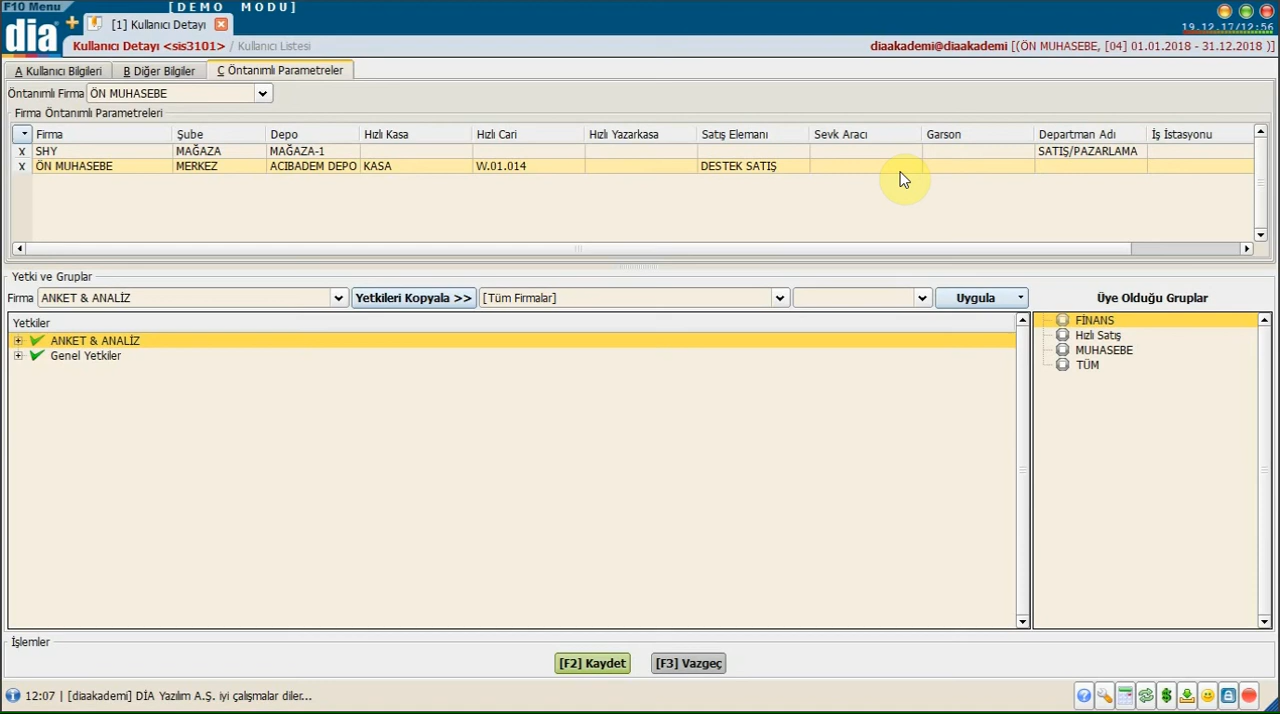 F10 Menu
[ D E M O   M O D U ]
dia
[1] Kullanıcı Detayı
19.12.17/12:56
Kullanıcı Detayı <sis3101> / Kullanıcı Listesi
diaakademi@diaakademi [(ÖN MUHASEBE, [04] 01.01.2018 - 31.12.2018 )]
A Kullanıcı Bilgileri
B Diğer Bilgiler
C Öntanımlı Parametreler
Öntanımlı Firma ÖN MUHASEBE
Firma Öntanımlı Parametreleri
Firma Şube Depo Hızlı Kasa Hızlı Cari Hızlı Yazarkasa Satış Elemanı Sevk Aracı Garson Departman Adı İş İstasyonu
X SHY MAĞAZA MAĞAZA-1 SATIŞ/PAZARLAMA
X ÖN MUHASEBE MERKEZ ACIBADEM DEPO KASA W.01.014 DESTEK SATIŞ
Yetki ve Gruplar
Firma ANKET & ANALİZ Yetkileri Kopyala >> [Tüm Firmalar] Uygula Üye Olduğu Gruplar
Yetkiler
ANKET & ANALİZ
Genel Yetkiler
FİNANS
Hızlı Satış
MUHASEBE
TÜM
İşlemler
[F2] Kaydet
[F3] Vazgeç
12:07 | [diaakademi] DİA Yazılım A.Ş. iyi çalışmalar diler...